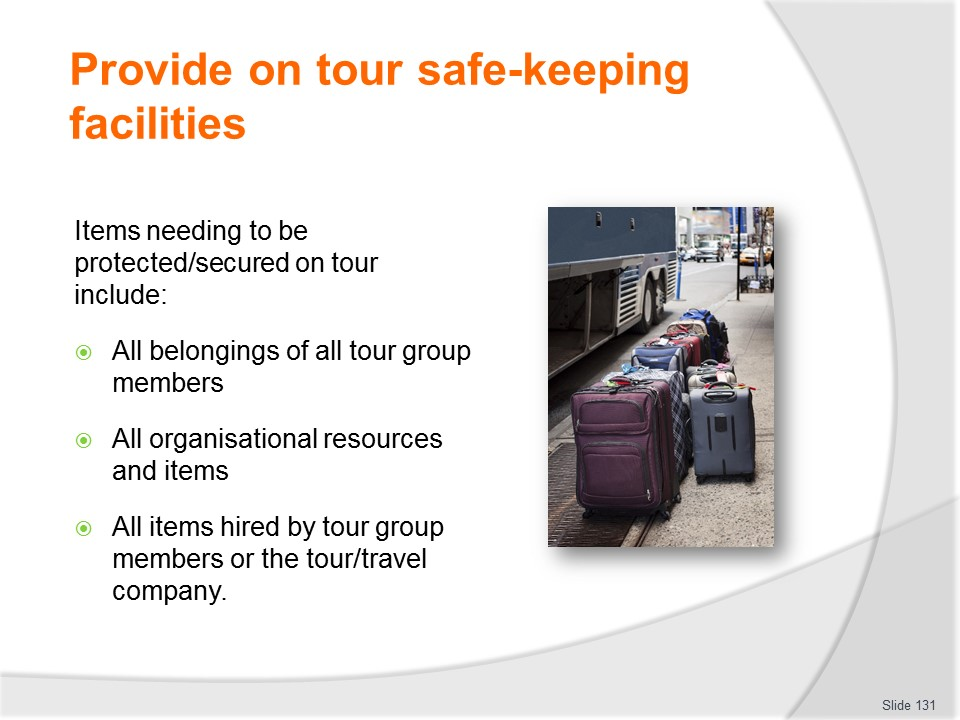 Provide on tour safe-keeping
facilities
Items needing to be
protected/secured on tour
include:
All belongings of all tour group
members
All organisational resources
and items
All items hired by tour group
members or the tour/travel
company.
Slide 131